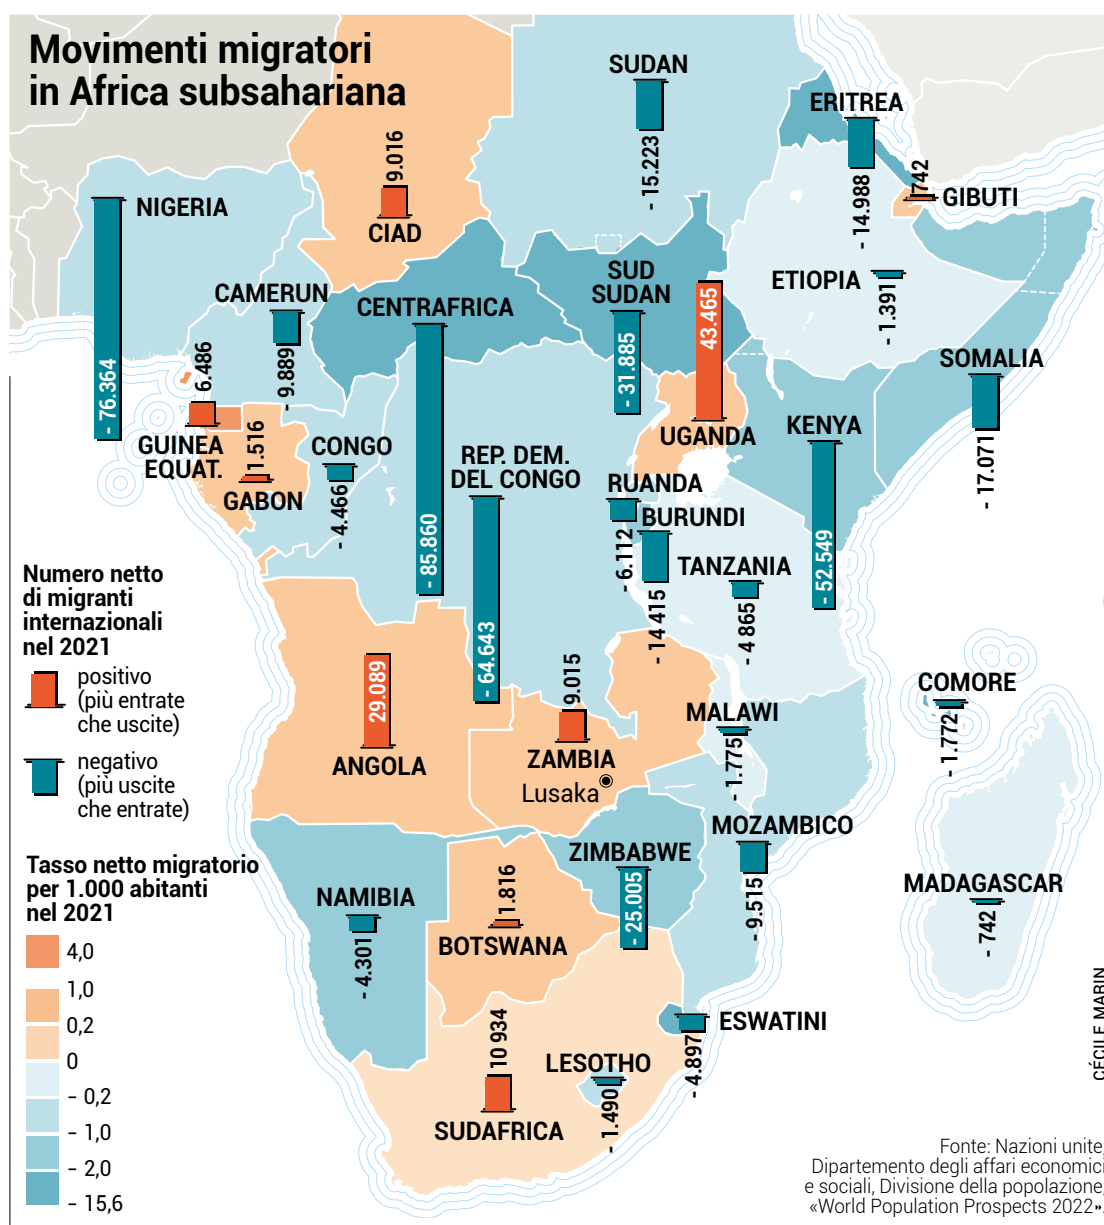 Movimenti migratori
in Africa subsahariana
SUDAN
- 15.223
ERITREA
- 14.988
742
GIBUTI
9.016
CIAD
NIGERIA
- 76.364
CAMERUN
- 9.889
CENTRAFRICA
- 85.860
SUD
SUDAN
- 31.885
43.465
UGANDA
ETIOPIA
- 1.391
SOMALIA
- 17.071
6.486
GUINEA
EQUAT.
1.516
GABON
CONGO
- 4.466
REP. DEM.
DEL CONGO
- 64.643
KENYA
- 52.549
RUANDA
- 6.112
BURUNDI
- 14 415
TANZANIA
- 4 865
Numero netto
di migranti
internazionali
nel 2021
positivo
(più entrate
che uscite)
negativo
(più uscite
che entrate)
29.089
ANGOLA
9.015
ZAMBIA
Lusaka
MALAWI
- 1.775
COMORE
- 1.772
MOZAMBICO
- 9.515
ZIMBABWE
- 25.005
MADAGASCAR
- 742
NAMIBIA
- 4.301
1.816
BOTSWANA
Tasso netto migratorio
per 1.000 abitanti
nel 2021
4,0
1,0
0,2
0
- 0,2
- 1,0
- 2,0
- 15,6
ESWATINI
- 4.897
LESOTHO
- 1.490
10 934
SUDAFRICA
CÉCILE MARIN
Fonte: Nazioni unite,
Dipartemento degli affari economici
e sociali, Divisione della popolazione,
«World Population Prospects 2022».